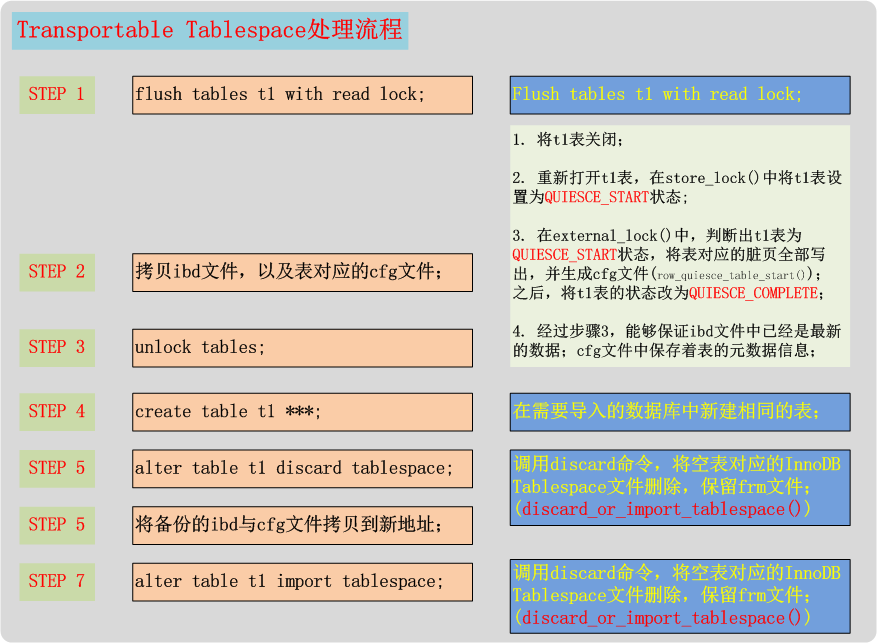 Transportable Tablespace处理流程
STEP 1
flush tables t1 with read lock;
Flush tables t1 with read lock;
1. 将t1表关闭；
2. 重新打开t1表，在store_lock()中将t1表设
置为QUIESCE_START状态；
3. 在external_lock()中，判断出t1表为
QUIESCE_START状态，将表对应的脏页全部写
出，并生成cfg文件(row_quiesce_table_start())；
之后，将t1表的状态改为QUIESCE_COMPLETE；
4. 经过步骤3，能够保证ibd文件中已经是最新
的数据；cfg文件中保存着表的元数据信息；
STEP 2
拷贝ibd文件，以及表对应的cfg文件；
STEP 3
unlock tables;
STEP 4
create table t1 ***;
在需要导入的数据库中新建相同的表；
STEP 5
alter table t1 discard tablespace;
调用discard命令，将空表对应的InnoDB
Tablespace文件删除，保留frm文件；
(discard_or_import_tablespace())
STEP 5
将备份的ibd与cfg文件拷贝到新地址；
STEP 7
alter table t1 import tablespace;
调用discard命令，将空表对应的InnoDB
Tablespace文件删除，保留frm文件；
(discard_or_import_tablespace())